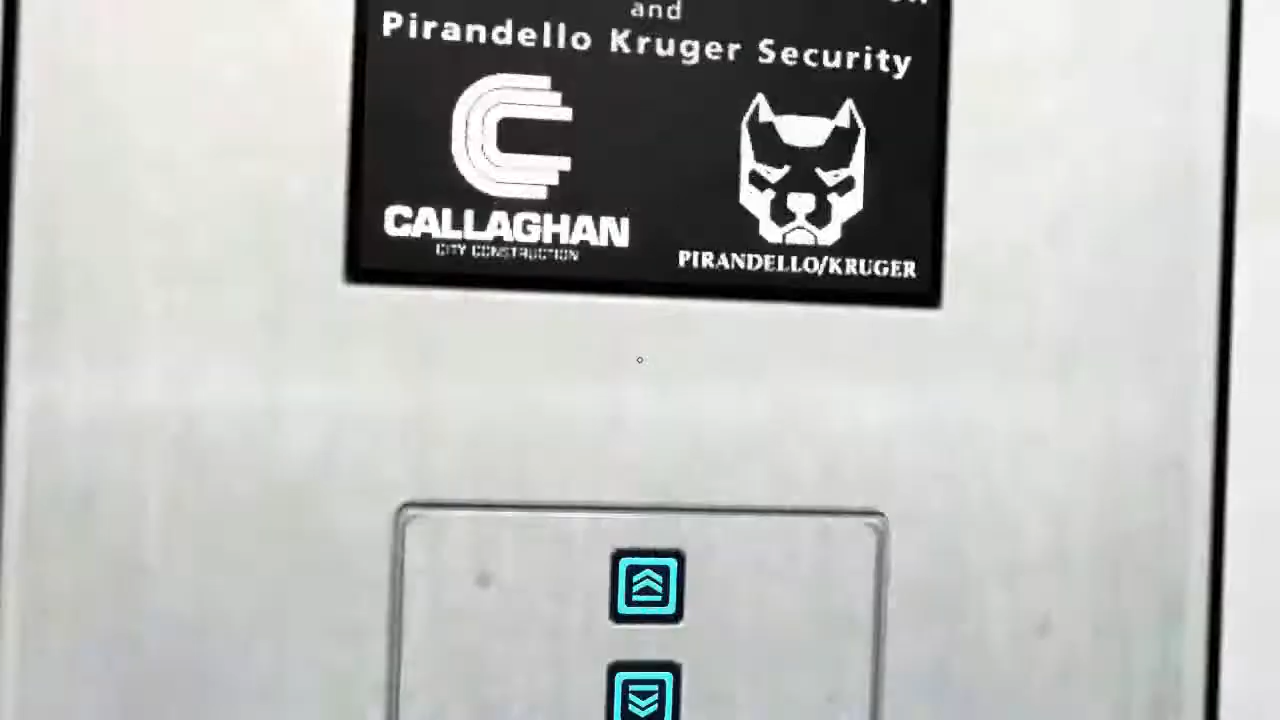 and
Pirandello Kruger Security
CALLAGHAN
CITY CONSTRUCTION
PIRANDELLO/KRUGER